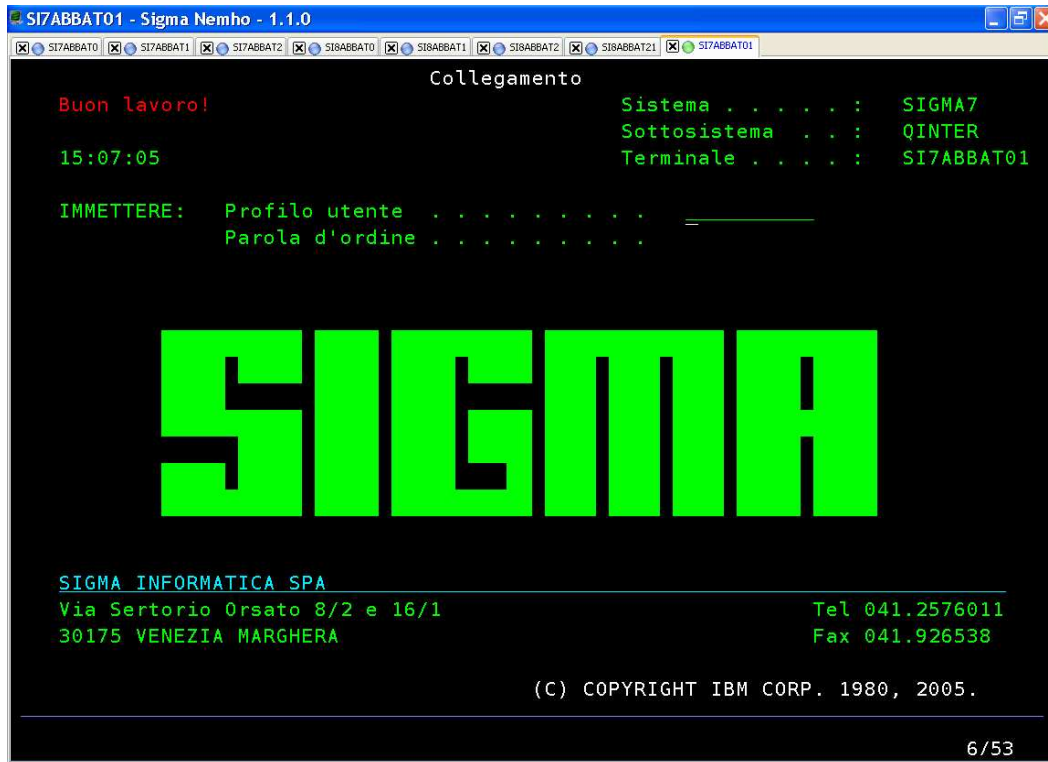 SI7ABBAT01 - Sigma Nemho - 1.1.0
SI7ABBAT0 SI7ABBAT1 SI7ABBAT2 SI8ABBAT0 SI8ABBAT1 SI8ABBAT2 SI8ABBAT21 SI7ABBAT01
Collegamento
Buon lavoro! Sistema . . . . . : SIGMA7
Sottosistema . . : QINTER
15:07:05 Terminale . . . . : SI7ABBAT01
IMMETTERE: Profilo utente . . . . . . . . . __________
Parola d'ordine . . . . . . . . .
SIGMA
SIGMA INFORMATICA SPA
Via Sertorio Orsato 8/2 e 16/1 Tel 041.2576011
30175 VENEZIA MARGHERA Fax 041.926538
(C) COPYRIGHT IBM CORP. 1980, 2005.
6/53